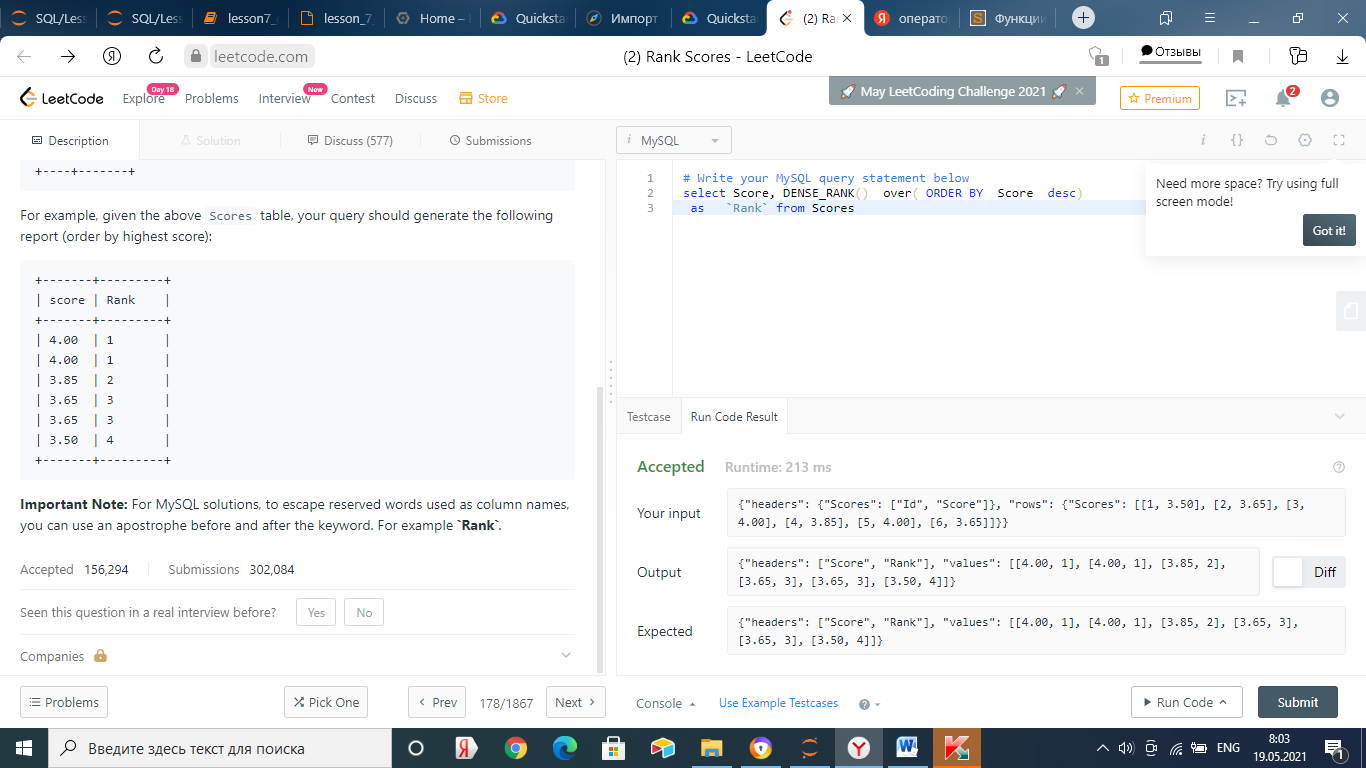 SQL/Less
SQL/Less
lesson7_
lesson_7
Home –
Quicksta
Импорт
Quicksta
(2) Ra
операто
Функции
leetcode.com
(2) Rank Scores - LeetCode
1
Отзывы
LeetCode
Explore
Day 18
Problems
Interview
New
Contest
Discuss
Store
May LeetCoding Challenge 2021
Premium
2
Description
Solution
Discuss (577)
Submissions
MySQL
+----+-------+
For example, given the above Scores table, your query should generate the following
report (order by highest score):
+-------+---------+
| score | Rank    |
+-------+---------+
| 4.00  | 1       |
| 4.00  | 1       |
| 3.85  | 2       |
| 3.65  | 3       |
| 3.65  | 3       |
| 3.50  | 4       |
+-------+---------+
Important Note: For MySQL solutions, to escape reserved words used as column names,
you can use an apostrophe before and after the keyword. For example `Rank`.
Accepted 156,294 Submissions 302,084
Seen this question in a real interview before? Yes No
Companies
Problems
Pick One
Prev
178/1867
Next
1 # Write your MySQL query statement below
2 select Score, DENSE_RANK()  over( ORDER BY  Score  desc)
3  as   `Rank` from Scores
Need more space? Try using full
screen mode!
Got it!
Testcase
Run Code Result
Accepted Runtime: 213 ms
Your input
{"headers": {"Scores": ["Id", "Score"]}, "rows": {"Scores": [[1, 3.50], [2, 3.65], [3,
4.00], [4, 3.85], [5, 4.00], [6, 3.65]]}}
Output
{"headers": ["Score", "Rank"], "values": [[4.00, 1], [4.00, 1], [3.85, 2],
[3.65, 3], [3.65, 3], [3.50, 4]]}
Diff
Expected
{"headers": ["Score", "Rank"], "values": [[4.00, 1], [4.00, 1], [3.85, 2], [3.65, 3],
[3.65, 3], [3.50, 4]]}
Console
Use Example Testcases
Run Code
Submit
Введите здесь текст для поиска
ENG
8:03
19.05.2021
1